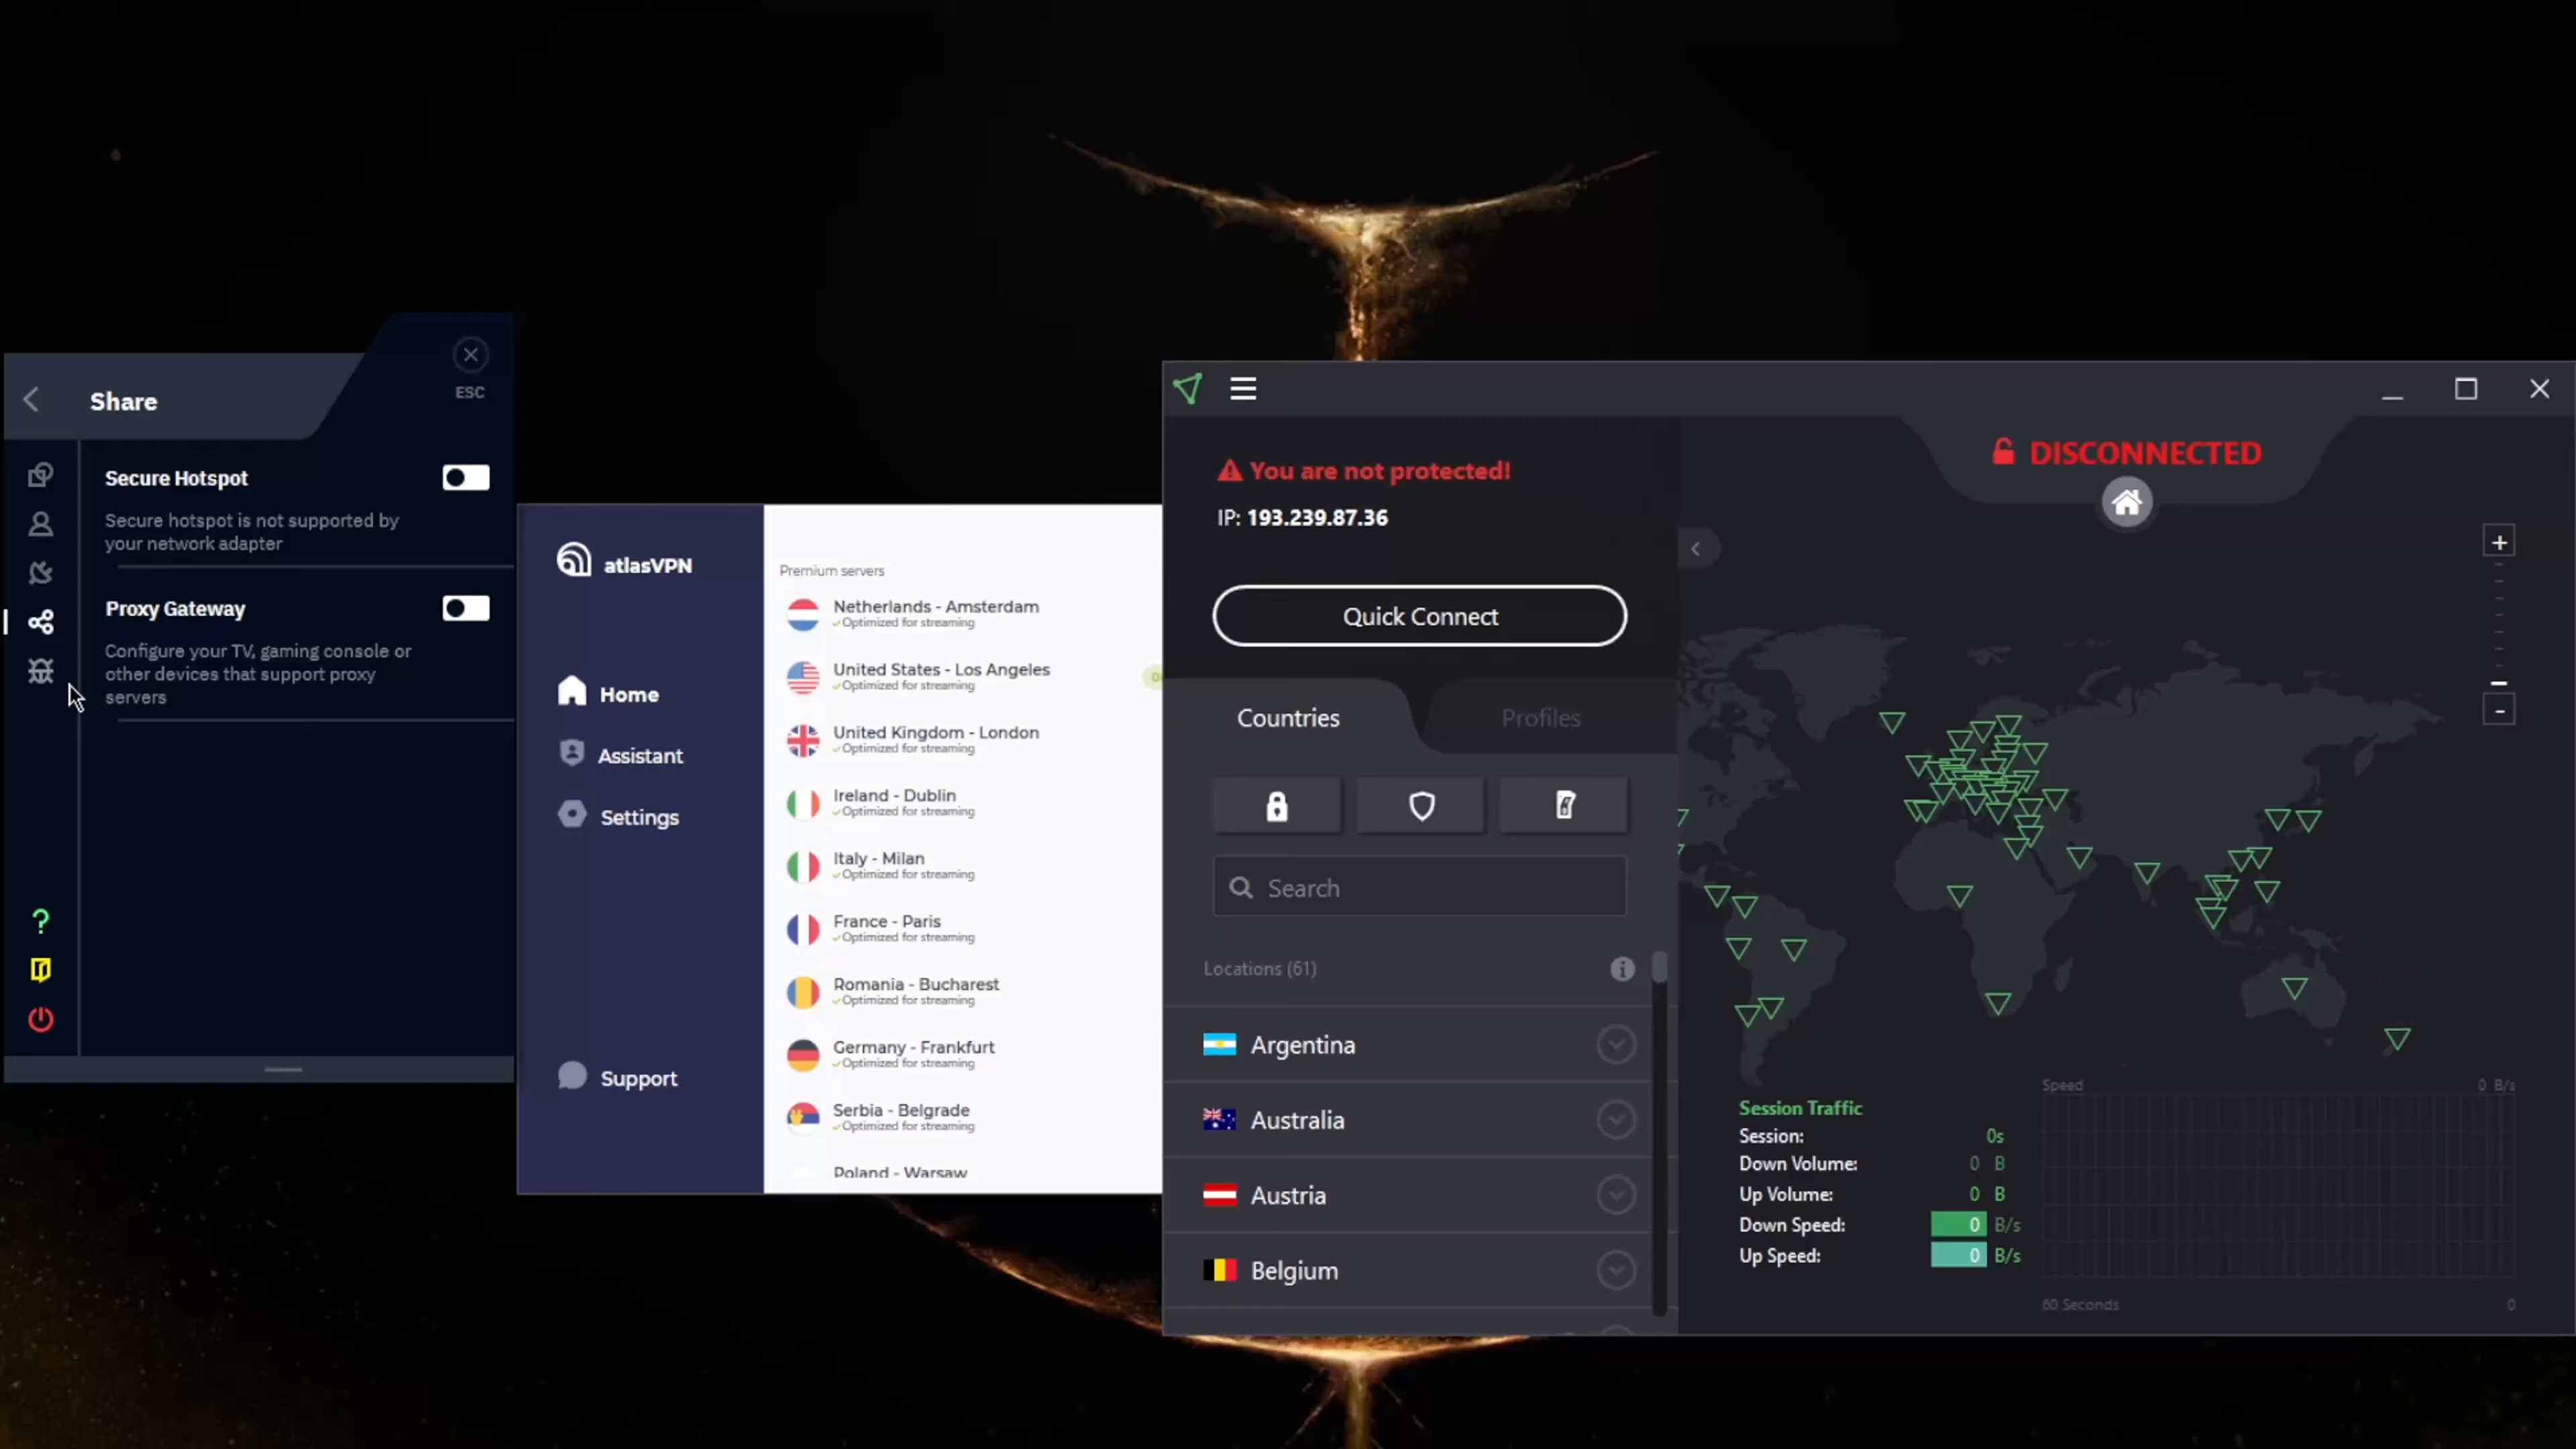 Share
ESC
Secure Hotspot
Secure hotspot is not supported by
your network adapter
Proxy Gateway
Configure your TV, gaming console or
other devices that support proxy
servers
?
atlasVPN
Home
Assistant
Settings
Support
Premium servers
Netherlands - Amsterdam
Optimized for streaming
United States - Los Angeles
Optimized for streaming
United Kingdom - London
Optimized for streaming
Ireland - Dublin
Optimized for streaming
Italy - Milan
Optimized for streaming
France - Paris
Optimized for streaming
Romania - Bucharest
Optimized for streaming
Germany - Frankfurt
Optimized for streaming
Serbia - Belgrade
Optimized for streaming
Poland - Warsaw
You are not protected!
IP: 193.239.87.36
Quick Connect
Countries
Profiles
Search
Locations (61)
Argentina
Australia
Austria
Belgium
DISCONNECTED
+
-
Session Traffic
Session: 0s
Down Volume: 0 B
Up Volume: 0 B
Down Speed: 0 B/s
Up Speed: 0 B/s
Speed 0 B/s
60 Seconds 0